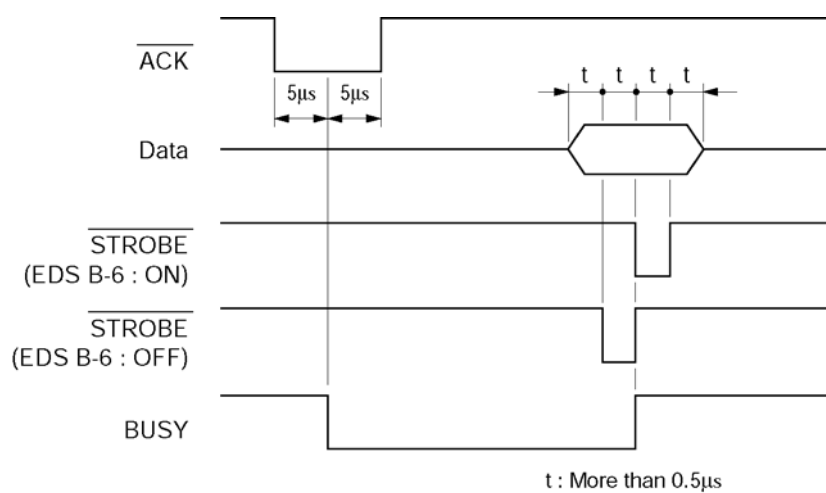 ACK
t t t t
5μs 5μs
Data
STROBE
(EDS B-6 : ON)
STROBE
(EDS B-6 : OFF)
BUSY
t : More than 0.5μs